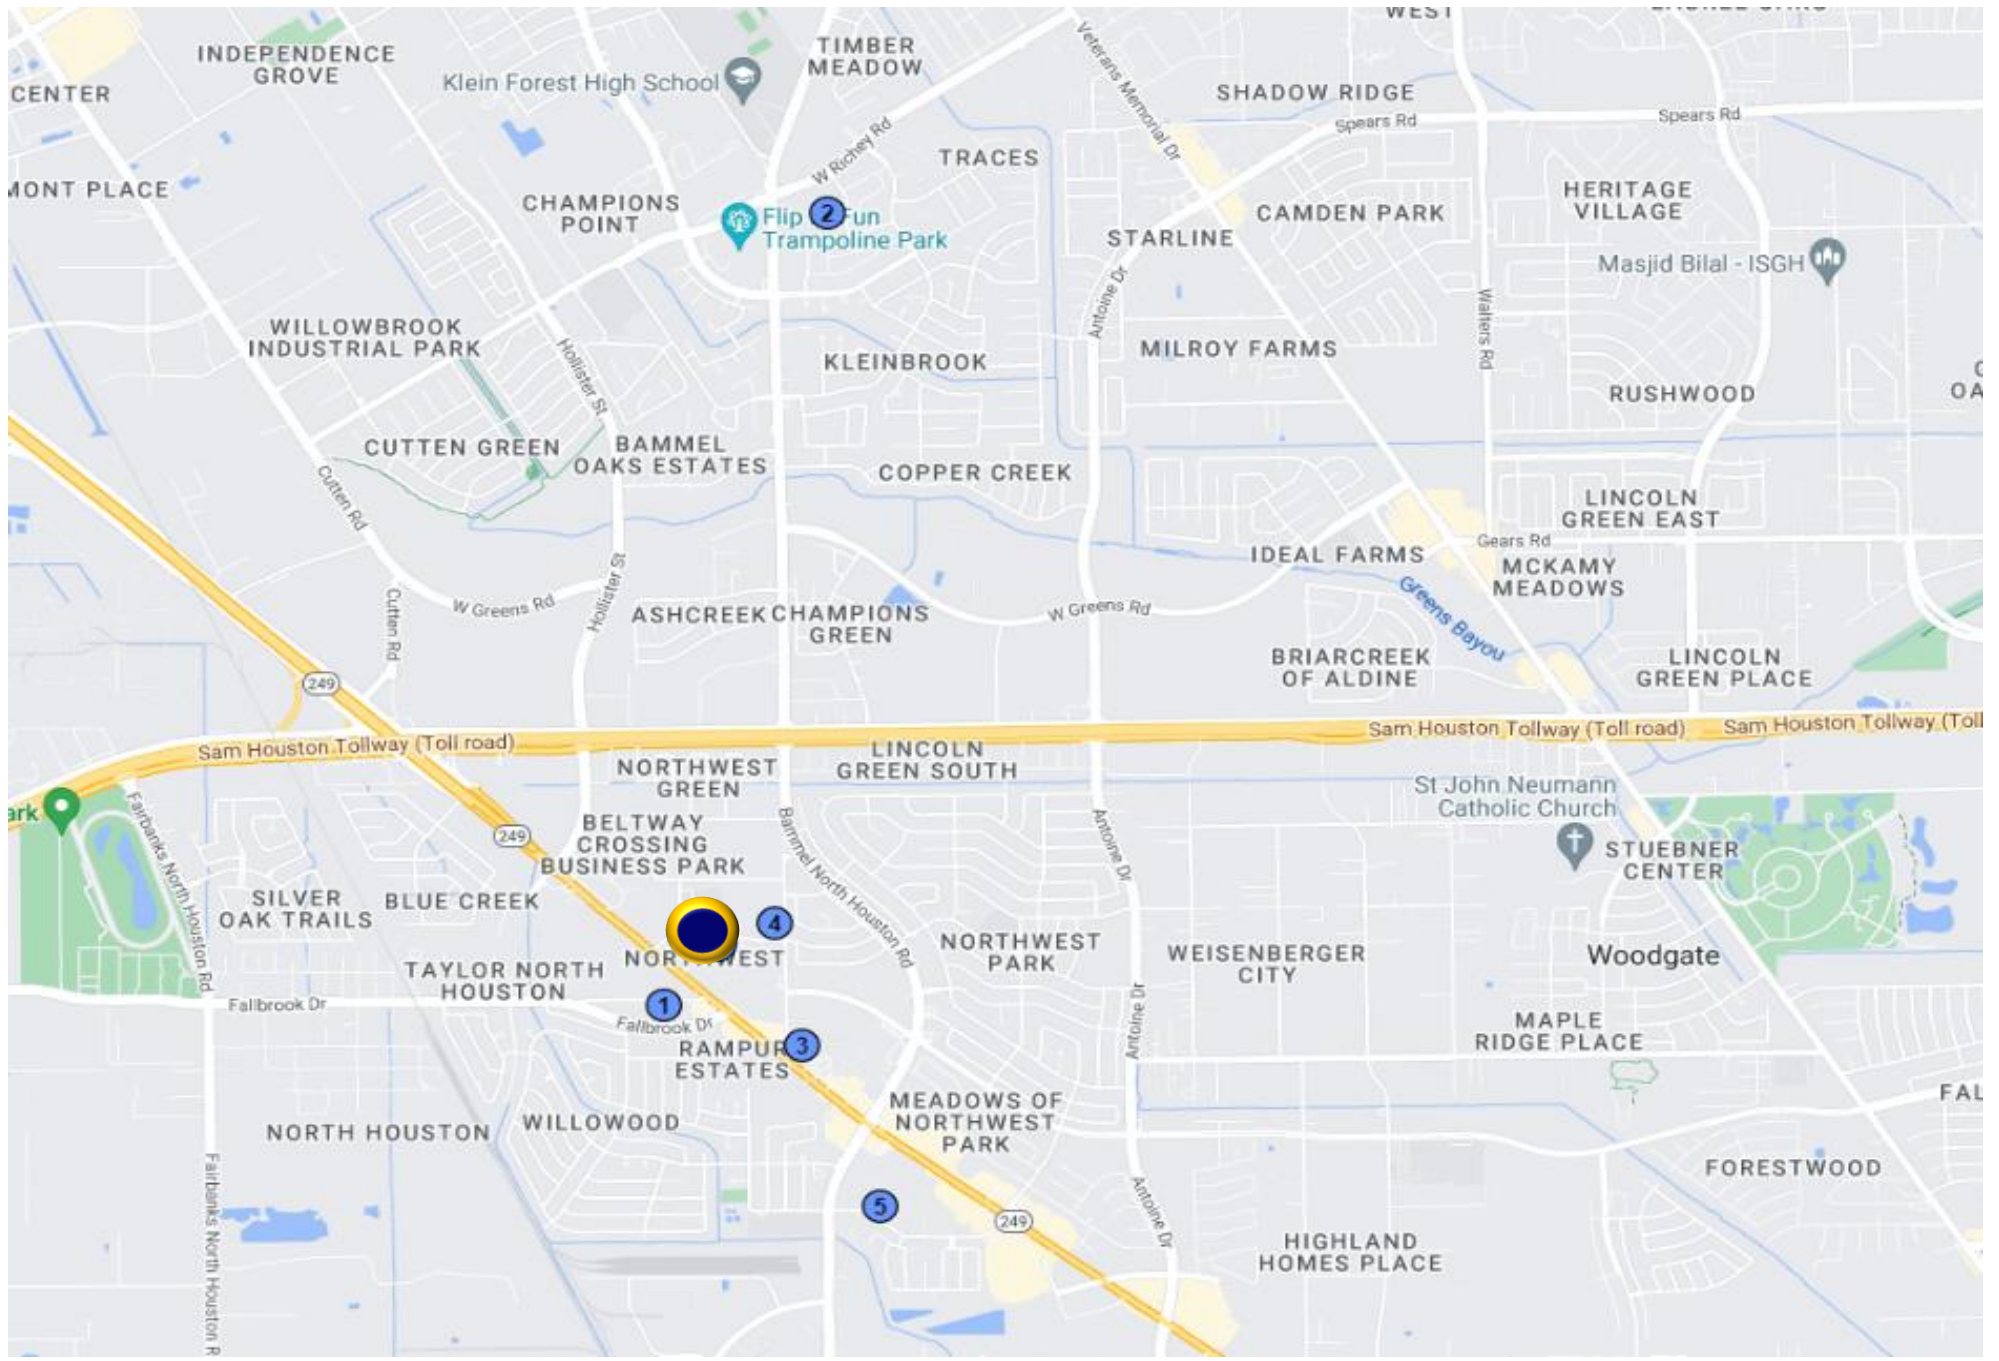 WEST
INDEPENDENCE
GROVE
TIMBER
MEADOW
Klein Forest High School
CENTER
Veterans Memorial Dr
SHADOW RIDGE
Spears Rd
Spears Rd
W Richey Rd
TRACES
MONT PLACE
CHAMPIONS
POINT
HERITAGE
VILLAGE
Flip 2 Fun
Trampoline Park
CAMDEN PARK
STARLINE
Masjid Bilal - ISGH
Antoine Dr
Walters Rd
WILLOWBROOK
INDUSTRIAL PARK
Hollister St
KLEINBROOK
MILROY FARMS
RUSHWOOD
OA
CUTTEN GREEN
BAMMEL
OAKS ESTATES
COPPER CREEK
Cutten Rd
LINCOLN
GREEN EAST
Gears Rd
IDEAL FARMS
MCKAMY
MEADOWS
Hollister St
Cutten Rd
W Greens Rd
ASHCREEK
CHAMPIONS
GREEN
W Greens Rd
Greens Bayou
BRIARCREEK
OF ALDINE
LINCOLN
GREEN PLACE
249
Sam Houston Tollway (Toll road)
Sam Houston Tollway (Toll road)
Sam Houston Tollway (Toll
LINCOLN
GREEN SOUTH
NORTHWEST
GREEN
St John Neumann
Catholic Church
ark
Fairbanks North Houston Rd
249
BELTWAY
CROSSING
BUSINESS PARK
Bammel North Houston Rd
Antoine Dr
STUEBNER
CENTER
SILVER
OAK TRAILS
BLUE CREEK
4
NORTHWEST
NORTHWEST
PARK
WEISENBERGER
CITY
Woodgate
TAYLOR NORTH
HOUSTON
Fallbrook Dr
1
Fallbrook Dr
Antoine Dr
MAPLE
RIDGE PLACE
3
RAMPUR
ESTATES
FAL
MEADOWS OF
NORTHWEST
PARK
WILLOWOOD
NORTH HOUSTON
FORESTWOOD
Fairbanks North Houston R
5
249
Antoine Dr
HIGHLAND
HOMES PLACE